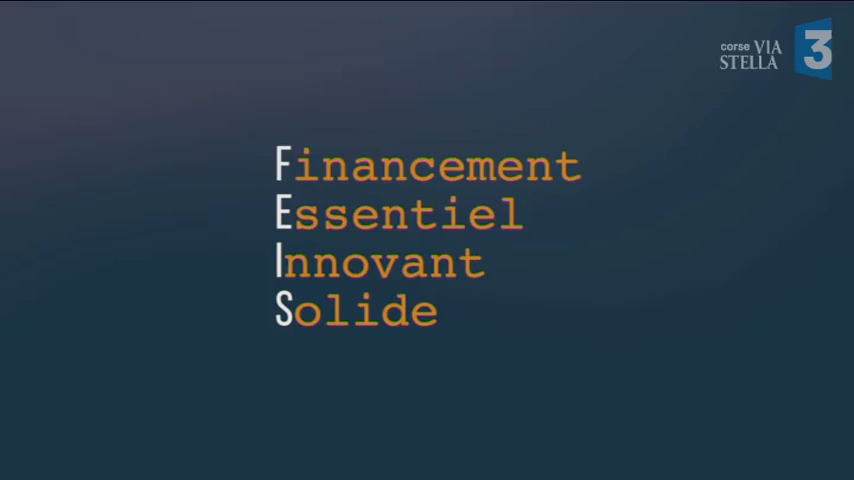 corse VIA
STELLA
3
Financement
Essentiel
Innovant
Solide